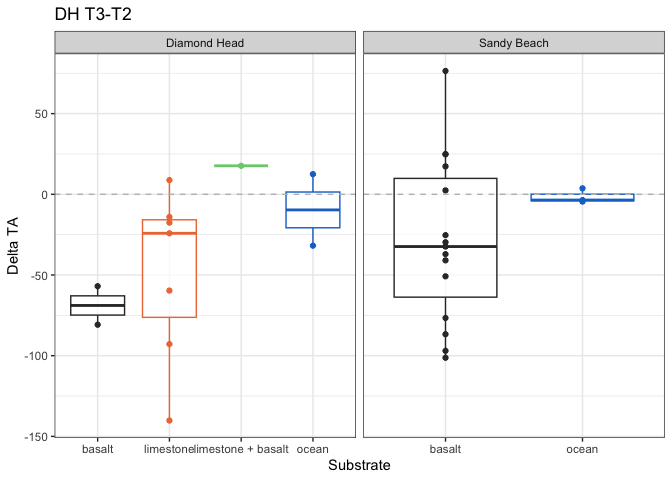 DH T3-T2
Diamond Head
Sandy Beach
Delta TA
50
0
-50
-100
-150
basalt limestone limestone + basalt ocean
basalt ocean
Substrate